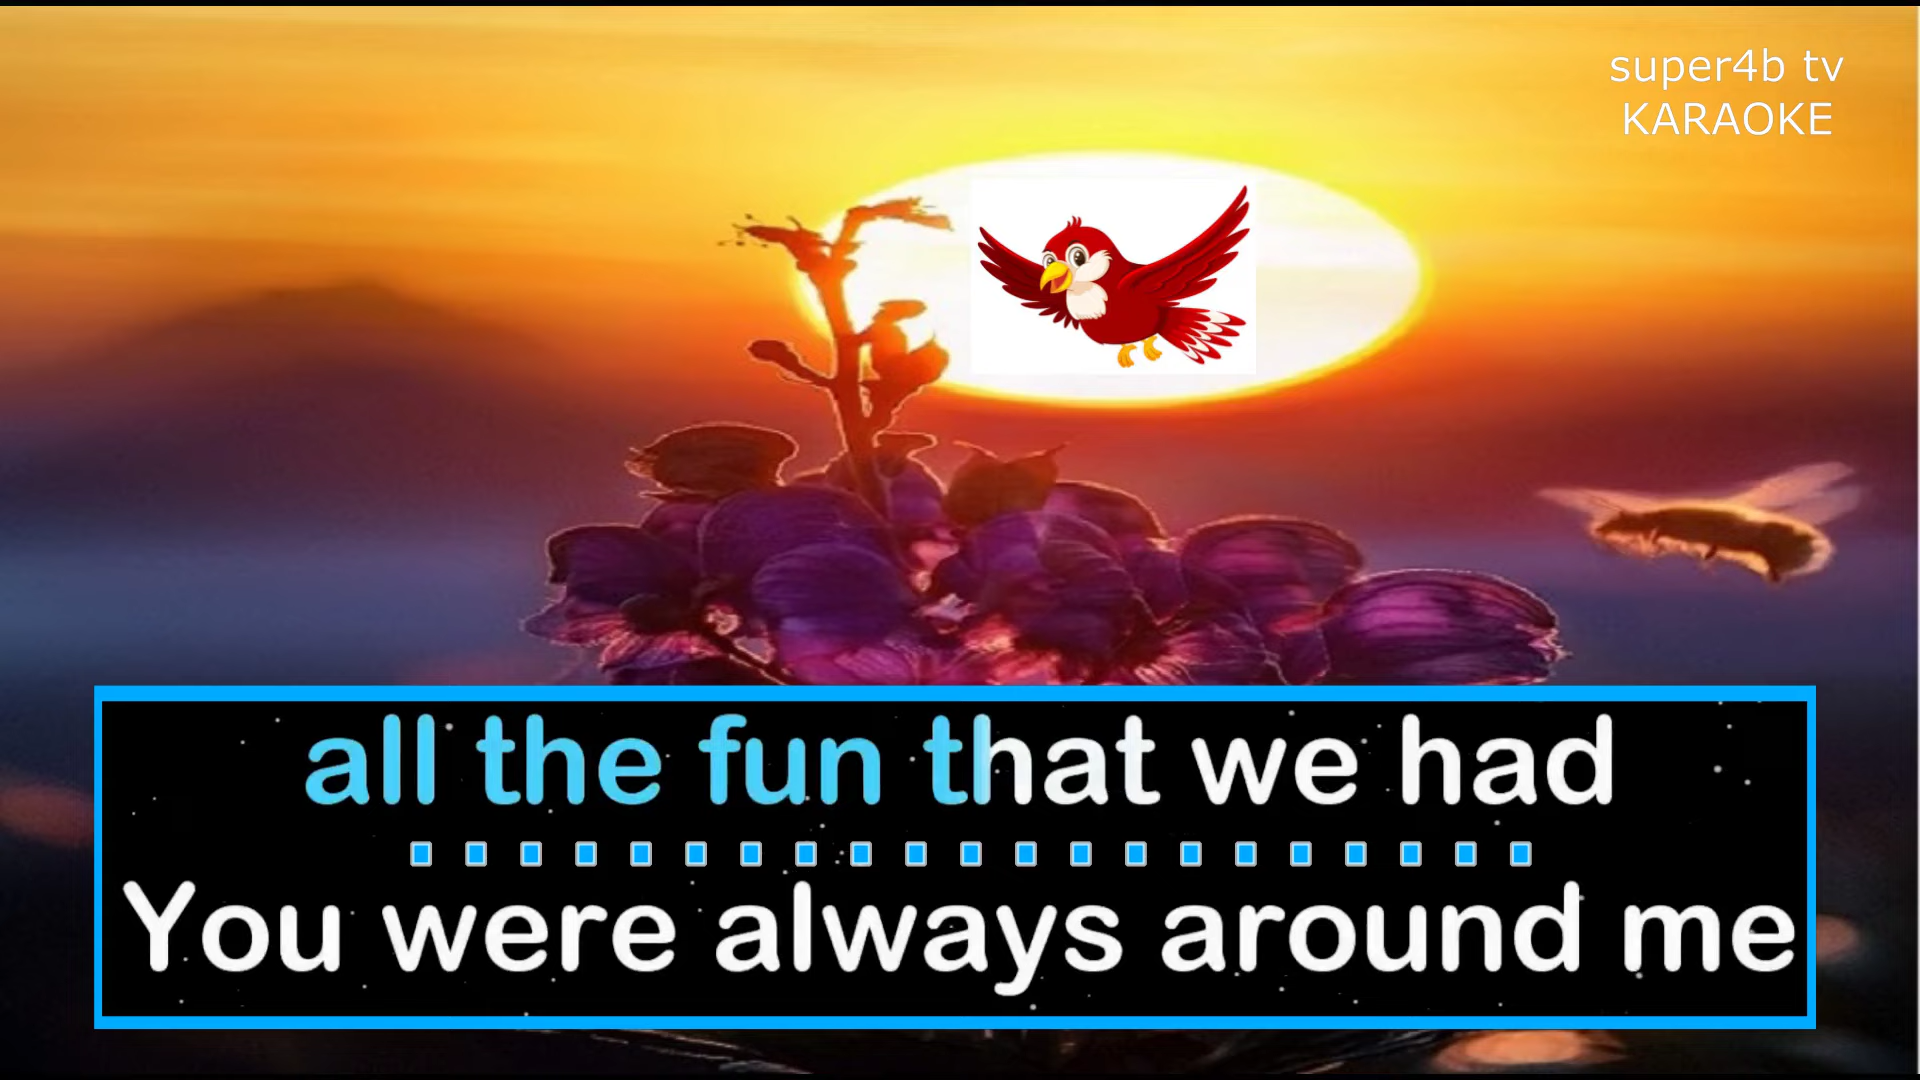 super4b tv
KARAOKE
all the fun that we had
You were always around me